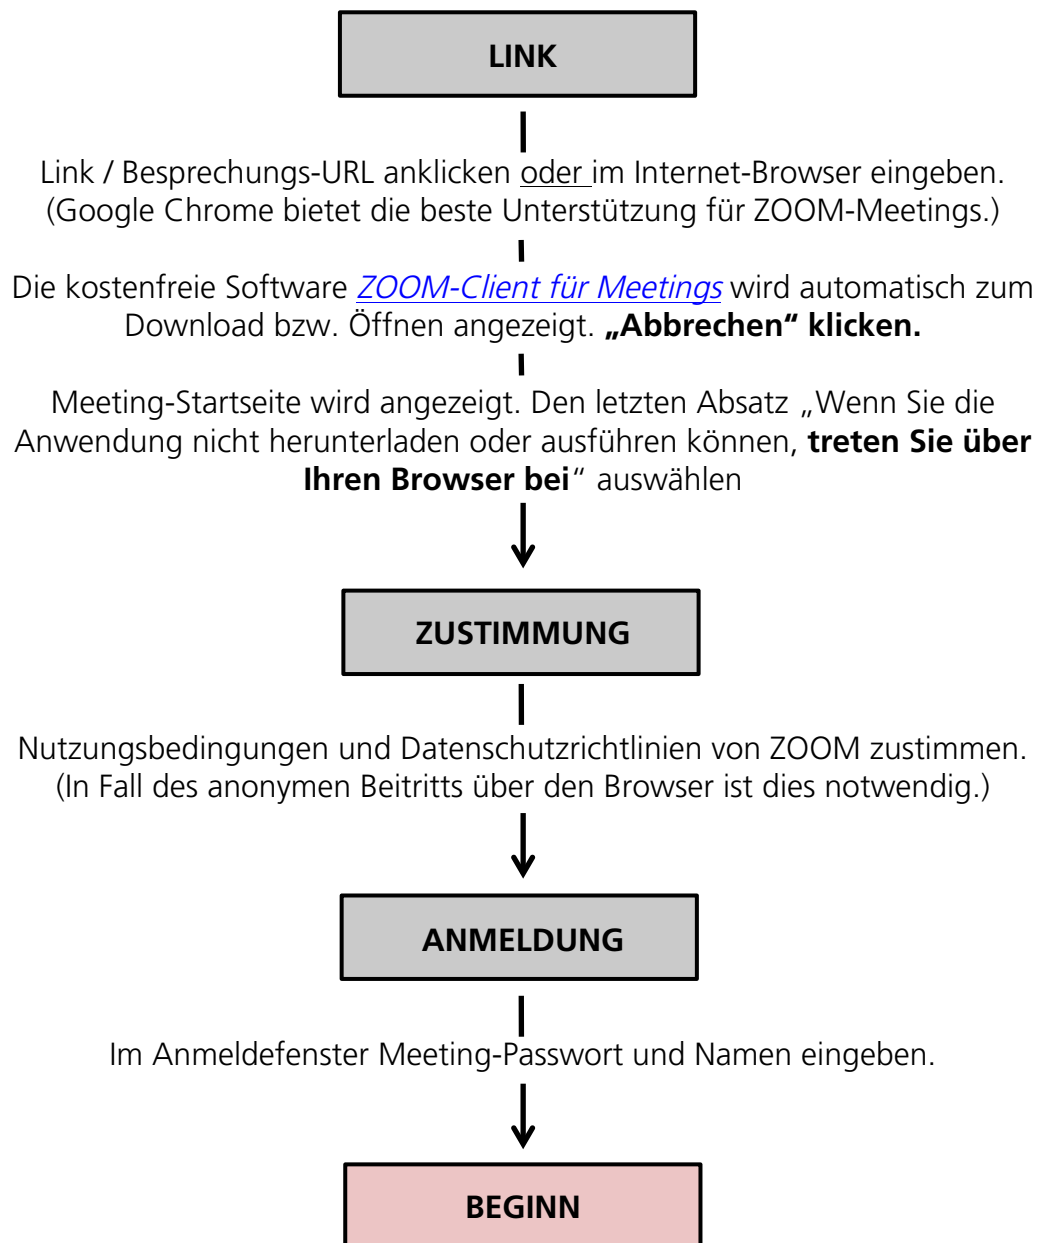 LINK
Link / Besprechungs-URL anklicken oder im Internet-Browser eingeben.
(Google Chrome bietet die beste Unterstützung für ZOOM-Meetings.)
Die kostenfreie Software ZOOM-Client für Meetings wird automatisch zum
Download bzw. Öffnen angezeigt. „Abbrechen“ klicken.
Meeting-Startseite wird angezeigt. Den letzten Absatz „Wenn Sie die
Anwendung nicht herunterladen oder ausführen können, treten Sie über
Ihren Browser bei“ auswählen
ZUSTIMMUNG
Nutzungsbedingungen und Datenschutzrichtlinien von ZOOM zustimmen.
(In Fall des anonymen Beitritts über den Browser ist dies notwendig.)
ANMELDUNG
Im Anmeldefenster Meeting-Passwort und Namen eingeben.
BEGINN